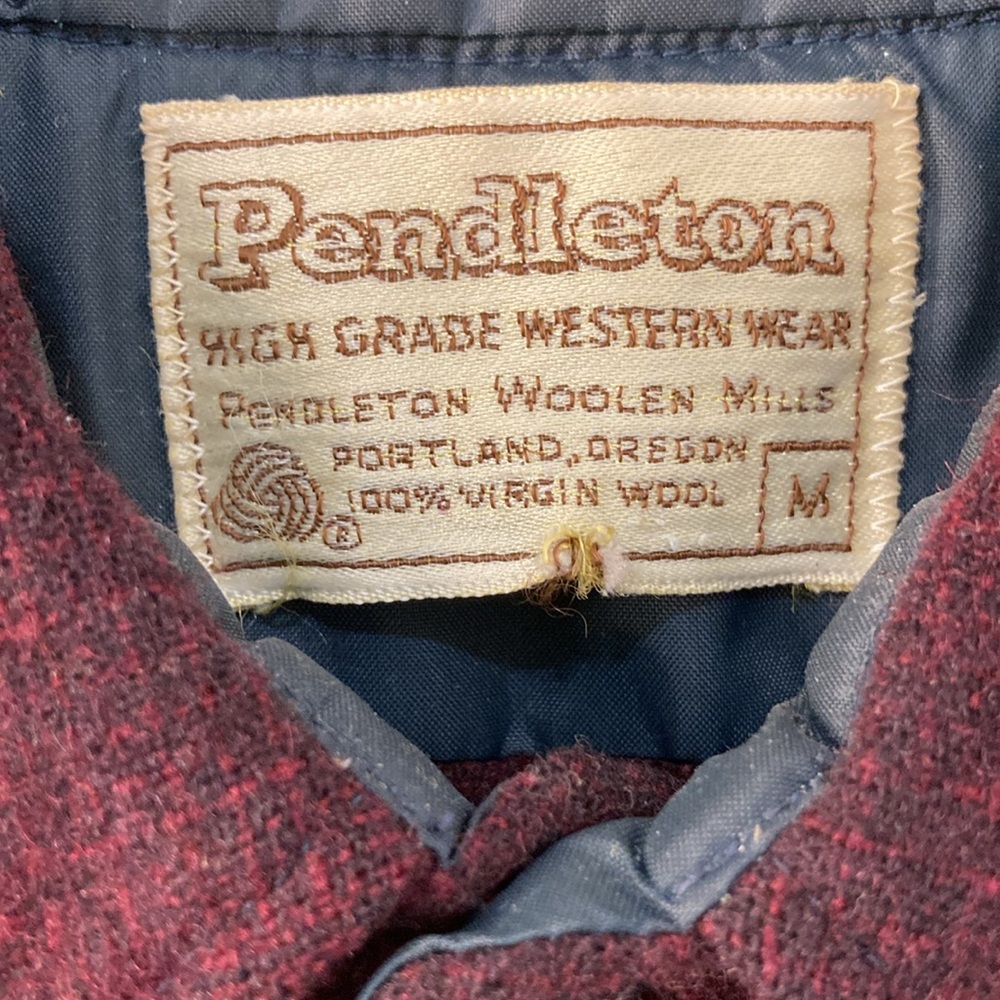 Pendleton
HIGH GRADE WESTERN WEAR
PENDLETON WOOLEN MILLS
PORTLAND, OREGON
100% VIRGIN WOOL
M
®